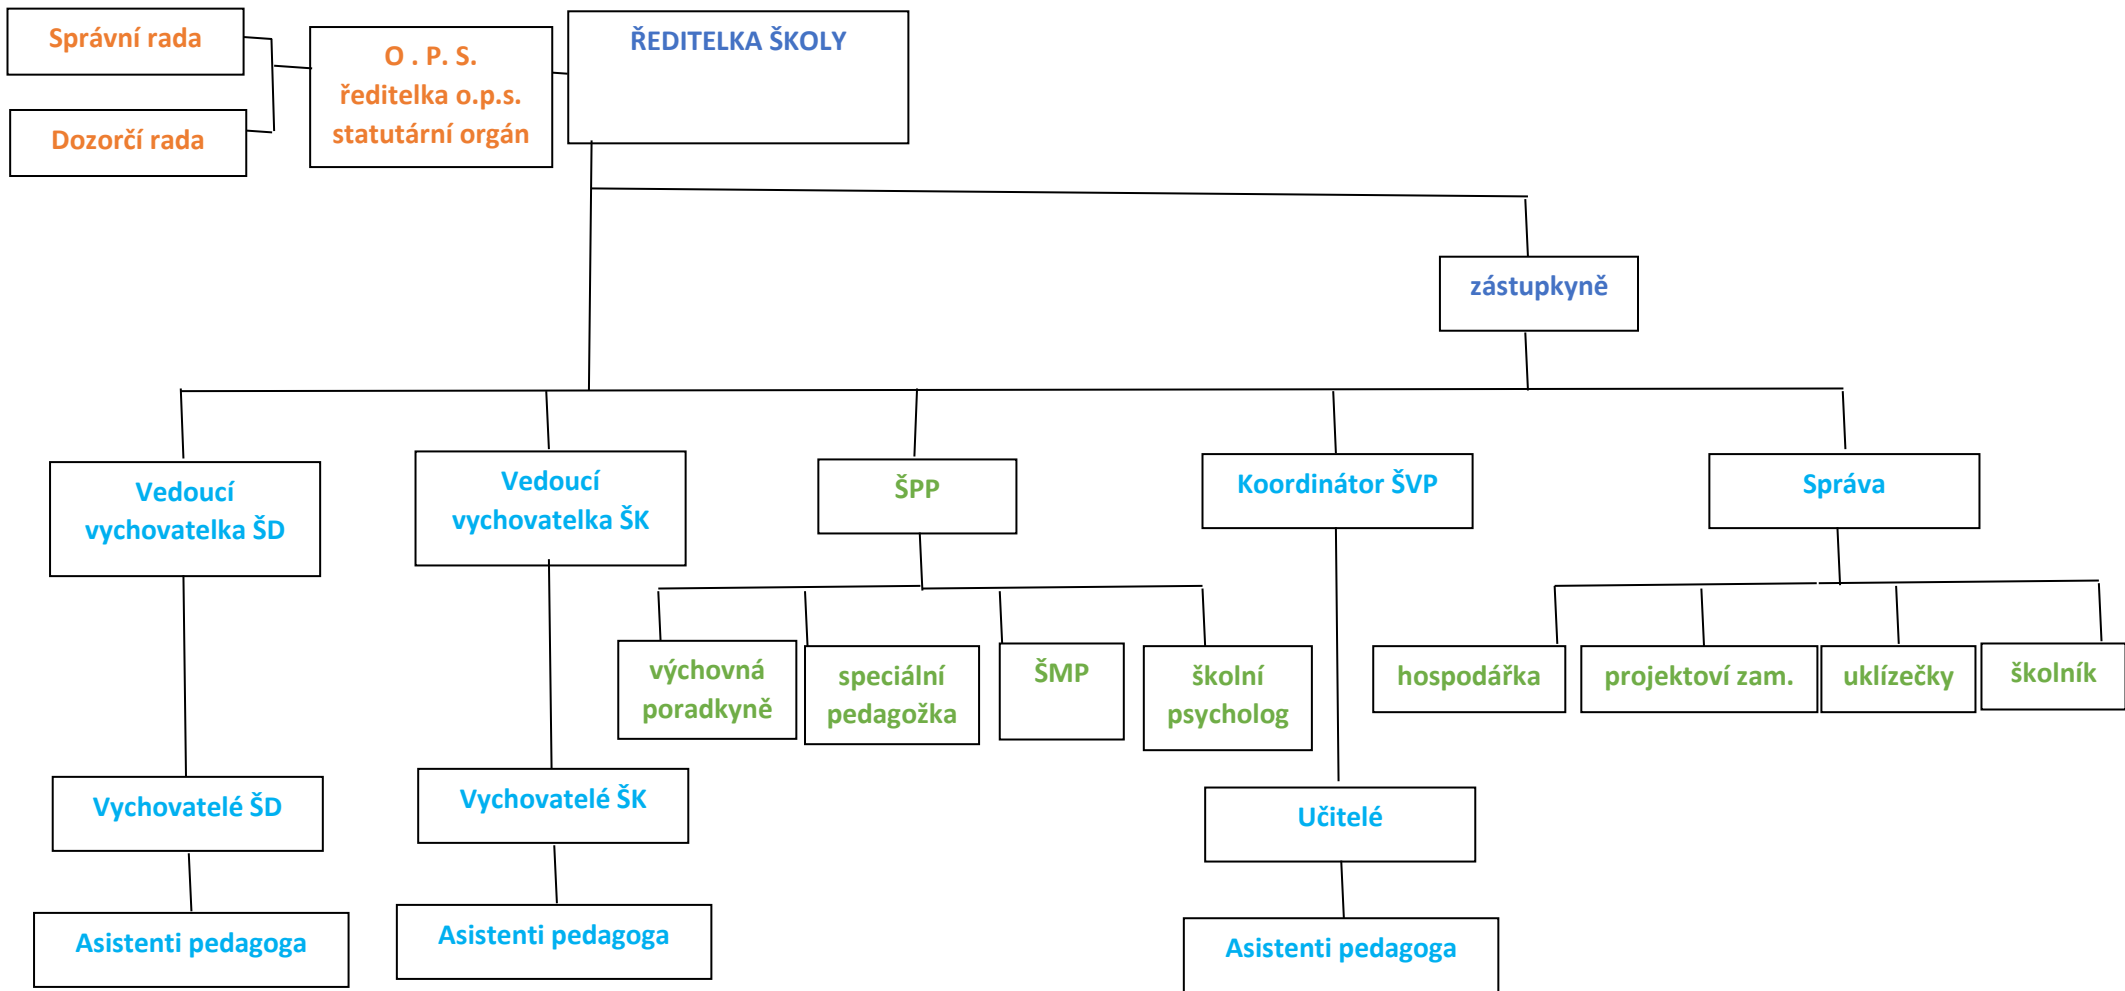 Správní rada
Dozorčí rada
O . P. S.
ředitelka o.p.s.
statutární orgán
ŘEDITELKA ŠKOLY
zástupkyně
Vedoucí
vychovatelka ŠD
Vedoucí
vychovatelka ŠK
ŠPP
Koordinátor ŠVP
Správa
výchovná
poradkyně
speciální
pedagožka
ŠMP
školní
psycholog
hospodářka
projektoví zam.
uklízečky
školník
Vychovatelé ŠD
Vychovatelé ŠK
Učitelé
Asistenti pedagoga
Asistenti pedagoga
Asistenti pedagoga